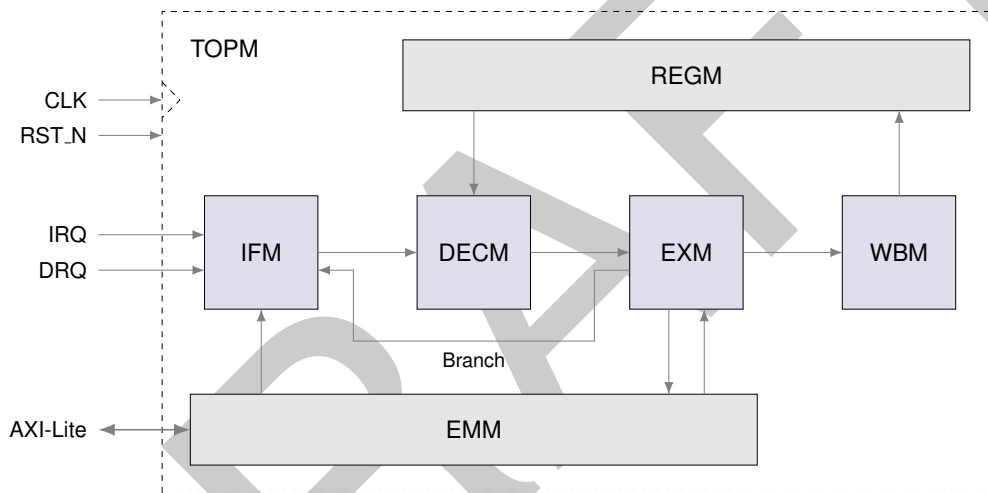 TOPM
REGM
CLK
RST_N
IRQ
DRQ
IFM
DECM
EXM
WBM
Branch
AXI-Lite
EMM